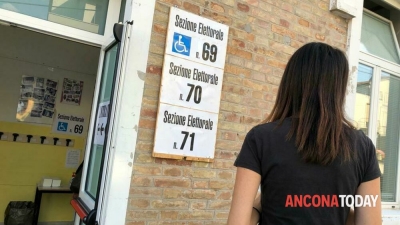 Sezione Elettorale
N. 69
Sezione Elettorale
N. 70
Sezione Elettorale
N. 71
Sezione Elettorale
N. 69
ANCONATODAY